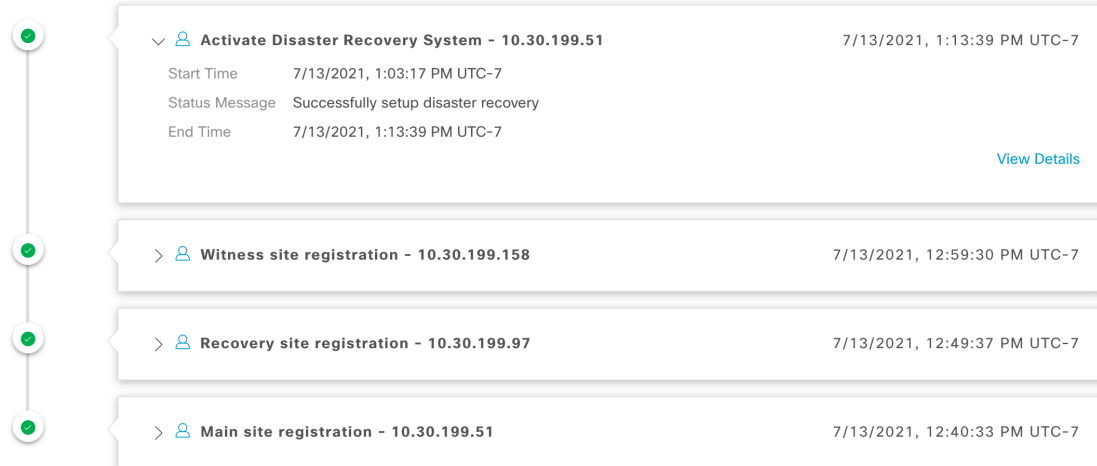 Activate Disaster Recovery System - 10.30.199.51 7/13/2021, 1:13:39 PM UTC-7
Start Time 7/13/2021, 1:03:17 PM UTC-7
Status Message Successfully setup disaster recovery
End Time 7/13/2021, 1:13:39 PM UTC-7
View Details
Witness site registration - 10.30.199.158 7/13/2021, 12:59:30 PM UTC-7
Recovery site registration - 10.30.199.97 7/13/2021, 12:49:37 PM UTC-7
Main site registration - 10.30.199.51 7/13/2021, 12:40:33 PM UTC-7